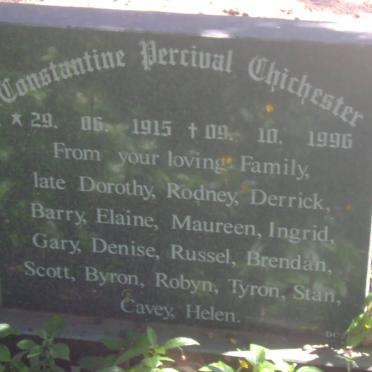 Constantine Percival Chichester
★ 29. 06. 1915 ✝ 09. 10. 1996
From your loving Family,
late Dorothy, Rodney, Derrick,
Barry, Elaine, Maureen, Ingrid,
Gary, Denise, Russel, Brendan,
Scott, Byron, Robyn, Tyron, Stan,
Cavey, Helen.